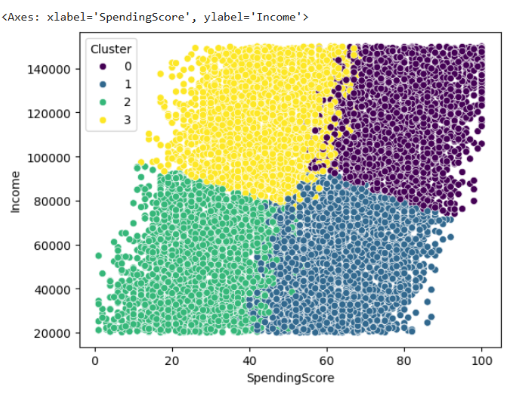 <Axes: xlabel='SpendingScore', ylabel='Income'>
Cluster
0
1
2
3
140000
120000
100000
80000
60000
40000
20000
Income
0 20 40 60 80 100
SpendingScore